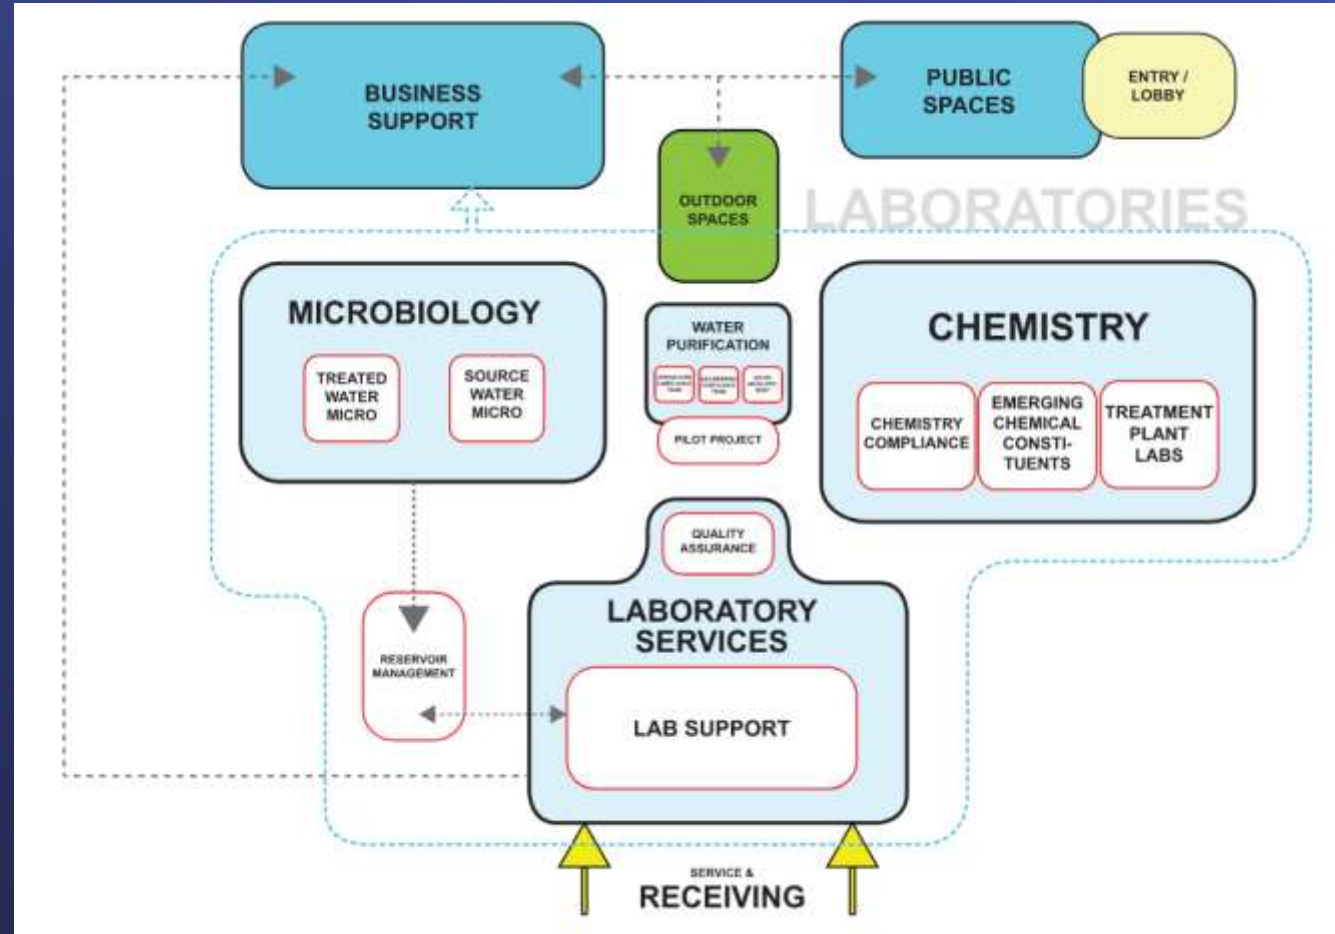 BUSINESS
SUPPORT
PUBLIC
SPACES
ENTRY /
LOBBY
OUTDOOR
SPACES
LABORATORIES
MICROBIOLOGY
TREATED
WATER
MICRO
SOURCE
WATER
MICRO
WATER
PURIFICATION
PILOT PROJECT
CHEMISTRY
CHEMISTRY
COMPLIANCE
EMERGING
CHEMICAL
CONSTI-
TUENTS
TREATMENT
PLANT
LABS
QUALITY
ASSURANCE
LABORATORY
SERVICES
LAB SUPPORT
RESERVOIR
MANAGEMENT
SERVICE &
RECEIVING